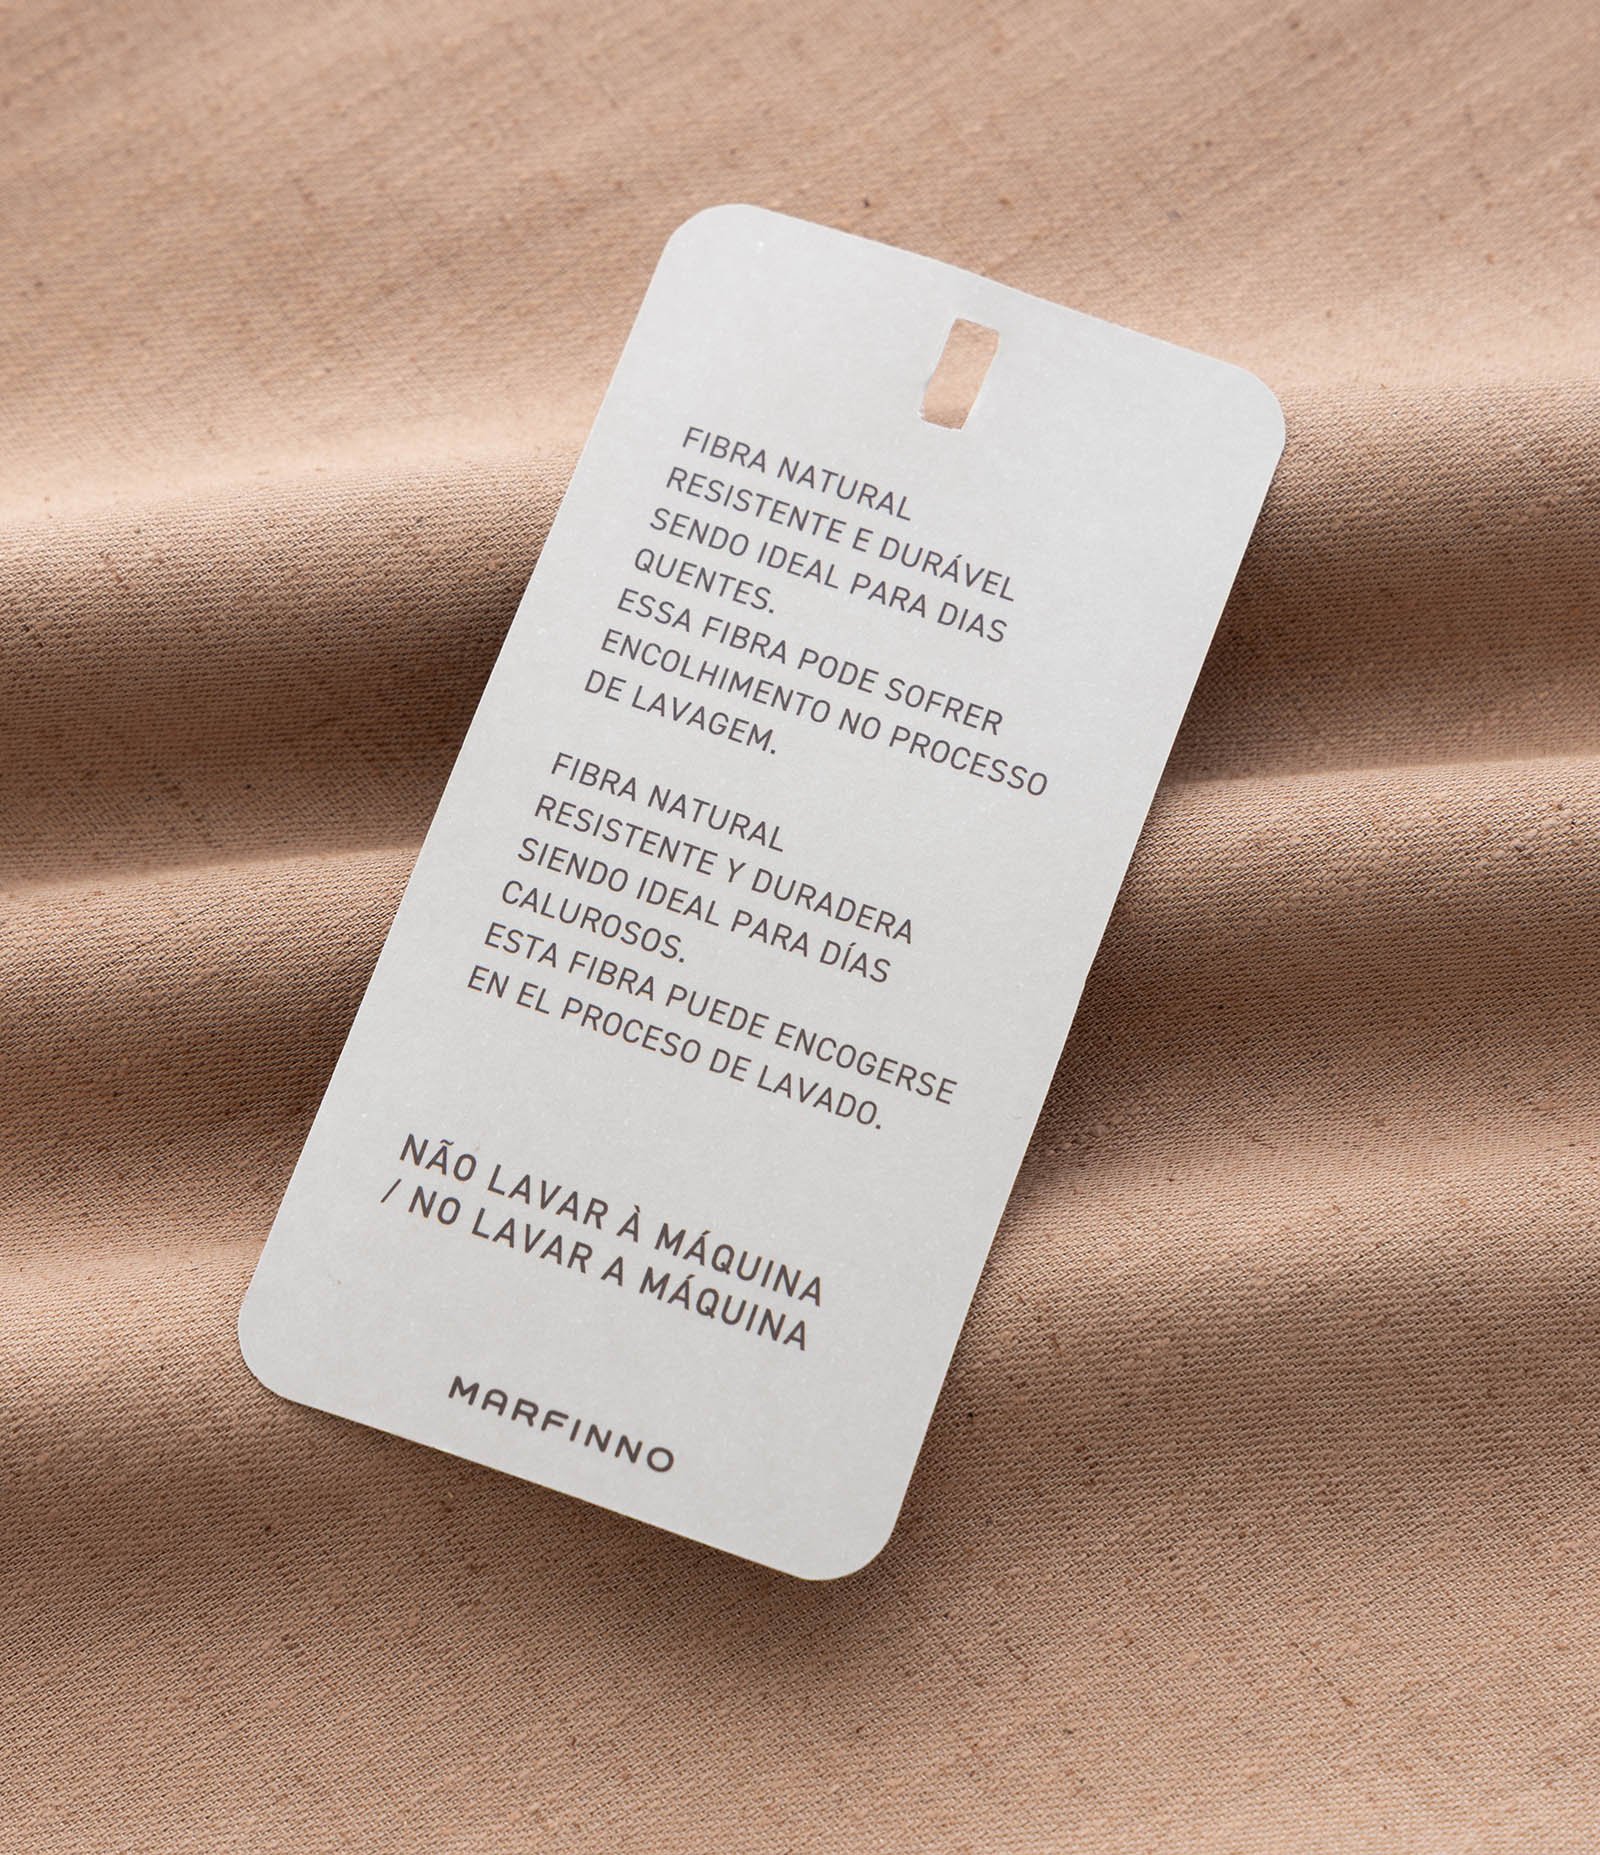 FIBRA NATURAL
RESISTENTE E DURÁVEL
SENDO IDEAL PARA DIAS
QUENTES.
ESSA FIBRA PODE SOFRER
ENCOLHIMENTO NO PROCESSO
DE LAVAGEM.
FIBRA NATURAL
RESISTENTE Y DURADERA
SIENDO IDEAL PARA DÍAS
CALUROSOS.
ESTA FIBRA PUEDE ENCOGERSE
EN EL PROCESO DE LAVADO.
NÃO LAVAR À MÁQUINA
/ NO LAVAR A MÁQUINA
MARFINNO